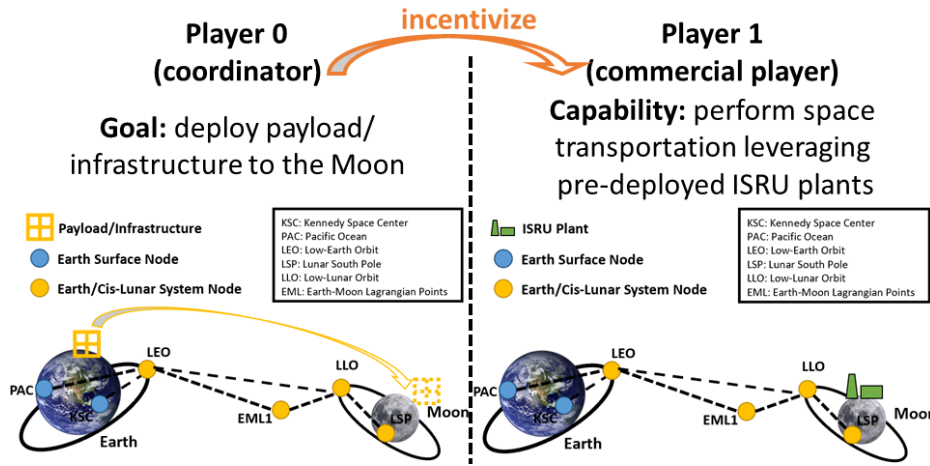 incentivize
Player 0
(coordinator)
Goal: deploy payload/
infrastructure to the Moon
Payload/Infrastructure
Earth Surface Node
Earth/Cis-Lunar System Node
KSC: Kennedy Space Center
PAC: Pacific Ocean
LEO: Low-Earth Orbit
LSP: Lunar South Pole
LLO: Low-Lunar Orbit
EML: Earth-Moon Lagrangian Points
LEO
LLO
PAC
KSC
EML1
LSP
Moon
Earth
Player 1
(commercial player)
Capability: perform space
transportation leveraging
pre-deployed ISRU plants
ISRU Plant
Earth Surface Node
Earth/Cis-Lunar System Node
KSC: Kennedy Space Center
PAC: Pacific Ocean
LEO: Low-Earth Orbit
LSP: Lunar South Pole
LLO: Low-Lunar Orbit
EML: Earth-Moon Lagrangian Points
LEO
LLO
PAC
KSC
EML1
LSP
Moon
Earth